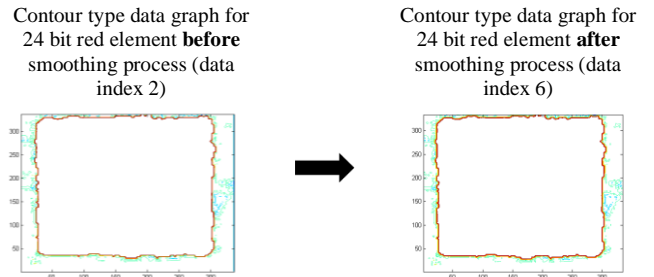 Contour type data graph for
24 bit red element before
smoothing process (data
index 2)
Contour type data graph for
24 bit red element after
smoothing process (data
index 6)
300
250
200
150
100
50
300
250
200
150
100
50